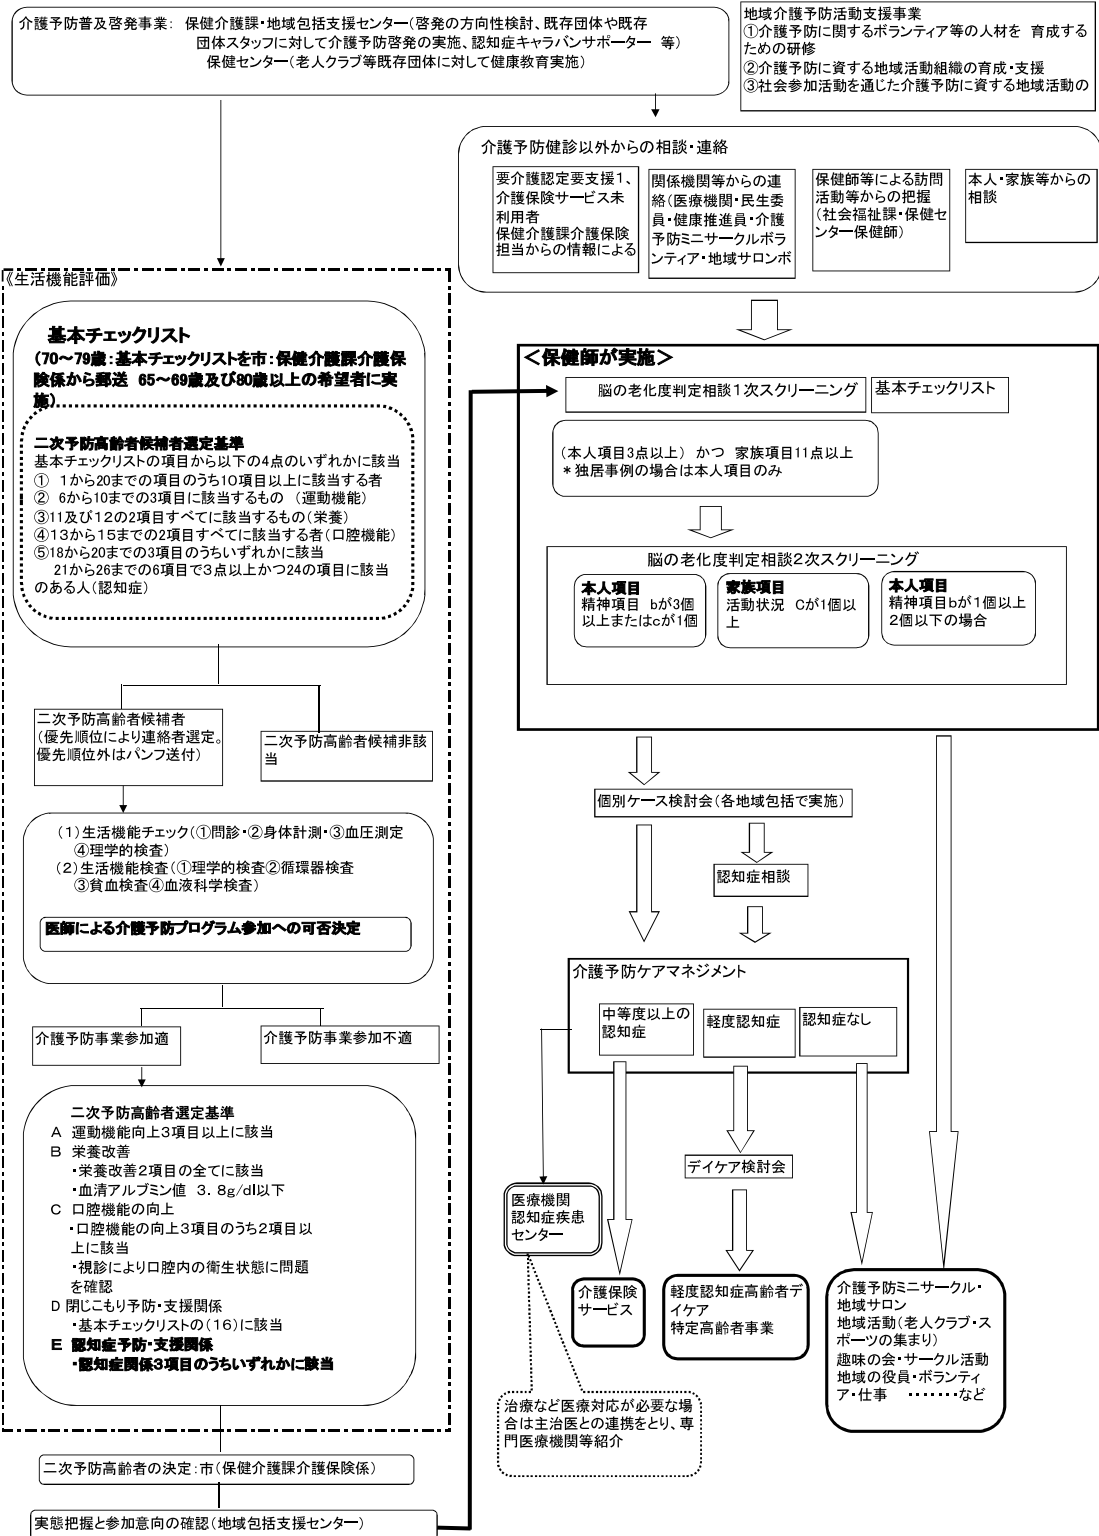 介護予防普及啓発事業: 保健介護課・地域包括支援センター(啓発の方向性検討、既存団体や既存
団体スタッフに対して介護予防啓発の実施、認知症キャラバンサポーター 等)
保健センター(老人クラブ等既存団体に対して健康教育実施)
地域介護予防活動支援事業
①介護予防に関するボランティア等の人材を 育成する
ための研修
②介護予防に資する地域活動組織の育成・支援
③社会参加活動を通じた介護予防に資する地域活動の
介護予防健診以外からの相談・連絡
要介護認定要支援1、
介護保険サービス未
利用者
保健介護課介護保険
担当からの情報による
関係機関等からの連
絡(医療機関・民生委
員・健康推進員・介護
予防ミニサークルボラ
ンティア・地域サロンボ
保健師等による訪問
活動等からの把握
(社会福祉課・保健セ
ンター保健師)
本人・家族等からの
相談
《生活機能評価》
基本チェックリスト
(70~79歳:基本チェックリストを市:保健介護課介護保
険係から郵送 65~69歳及び80歳以上の希望者に実
施)
二次予防高齢者候補者選定基準
基本チェックリストの項目から以下の4点のいずれかに該当
① 1から20までの項目のうち10項目以上に該当する者
② 6から10までの3項目に該当するもの (運動機能)
③11及び12の2項目すべてに該当するもの(栄養)
④13から15までの2項目すべてに該当する者(口腔機能)
⑤18から20までの3項目のうちいずれかに該当
21から26までの6項目で3点以上かつ24の項目に該当
のある人(認知症)
二次予防高齢者候補者
(優先順位により連絡者選定。
優先順位外はパンフ送付)
二次予防高齢者候補非該
当
(1)生活機能チェック(①問診・②身体計測・③血圧測定
④理学的検査)
(2)生活機能検査(①理学的検査②循環器検査
③貧血検査④血液科学検査)
医師による介護予防プログラム参加への可否決定
介護予防事業参加適
介護予防事業参加不適
二次予防高齢者選定基準
A 運動機能向上3項目以上に該当
B 栄養改善
・栄養改善2項目の全てに該当
・血清アルブミン値 3.8g/dl以下
C 口腔機能の向上
・口腔機能の向上3項目のうち2項目以
上に該当
・視診により口腔内の衛生状態に問題
を確認
D 閉じこもり予防・支援関係
・基本チェックリストの(16)に該当
E 認知症予防・支援関係
・認知症関係3項目のうちいずれかに該当
二次予防高齢者の決定:市(保健介護課介護保険係)
実態把握と参加意向の確認(地域包括支援センター)
<保健師が実施>
脳の老化度判定相談1次スクリーニング
基本チェックリスト
(本人項目3点以上) かつ 家族項目11点以上
*独居事例の場合は本人項目のみ
脳の老化度判定相談2次スクリーニング
本人項目
精神項目 bが3個
以上またはcが1個
家族項目
活動状況 Cが1個以
上
本人項目
精神項目bが1個以上
2個以下の場合
個別ケース検討会(各地域包括で実施)
認知症相談
介護予防ケアマネジメント
中等度以上の
認知症
軽度認知症
認知症なし
デイケア検討会
医療機関
認知症疾患
センター
介護保険
サービス
軽度認知症高齢者デ
イケア
特定高齢者事業
介護予防ミニサークル・
地域サロン
地域活動(老人クラブ・ス
ポーツの集まり)
趣味の会・サークル活動
地域の役員・ボランティ
ア・仕事 ・・・・・・・など
治療など医療対応が必要な場
合は主治医との連携をとり、専
門医療機関等紹介